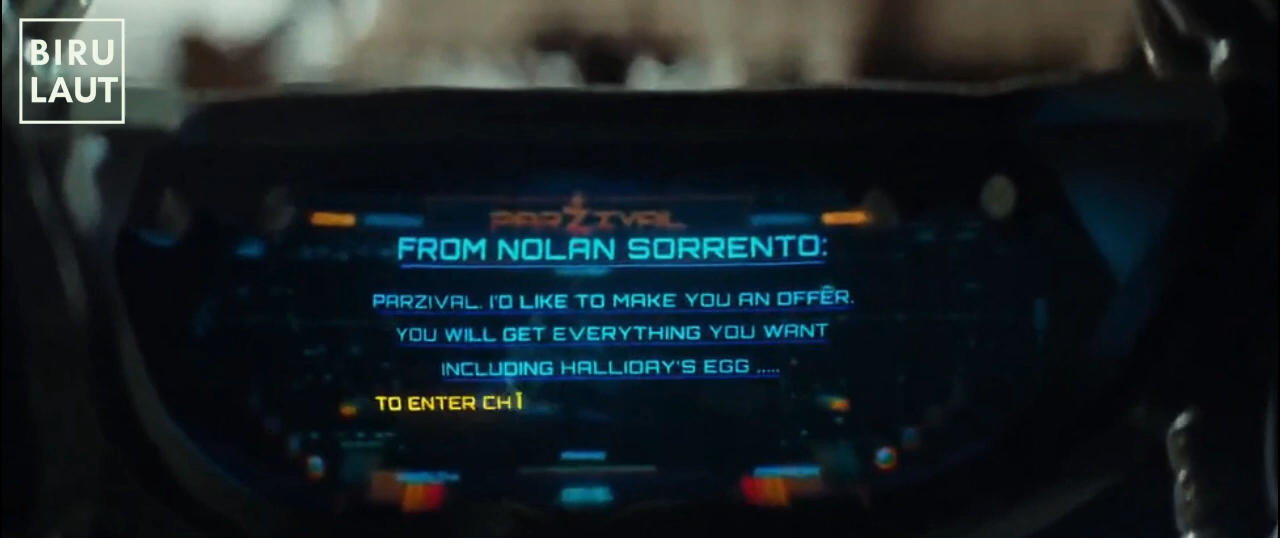 BIRU
LAUT
PARZIVAL
FROM NOLAN SORRENTO:
PARZIVAL. I'D LIKE TO MAKE YOU AN OFFER.
YOU WILL GET EVERYTHING YOU WANT
INCLUDING HALLIDAY'S EGG .....
TO ENTER CHI